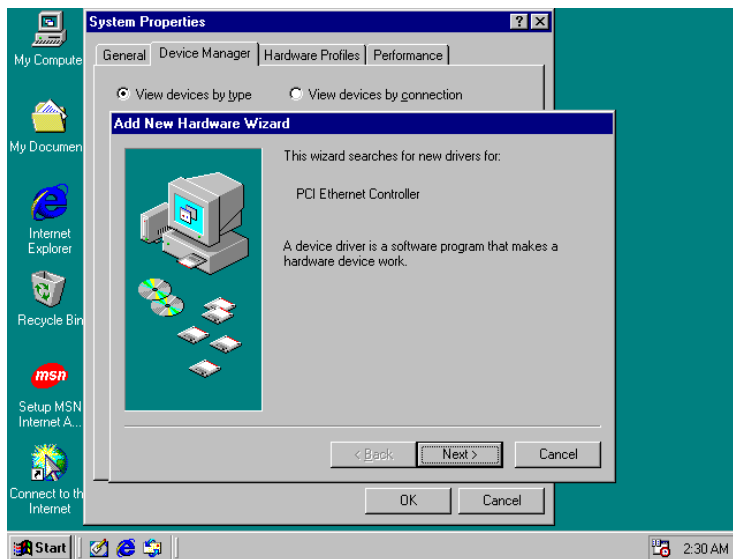 System Properties
General
Device Manager
Hardware Profiles
Performance
View devices by type
View devices by connection
Add New Hardware Wizard
This wizard searches for new drivers for:
PCI Ethernet Controller
A device driver is a software program that makes a
hardware device work.
< Back
Next >
Cancel
OK
Cancel
My Compute
My Documen
Internet
Explorer
Recycle Bin
msn
Setup MSN
Internet A...
Connect to th
Internet
Start
2:30 AM